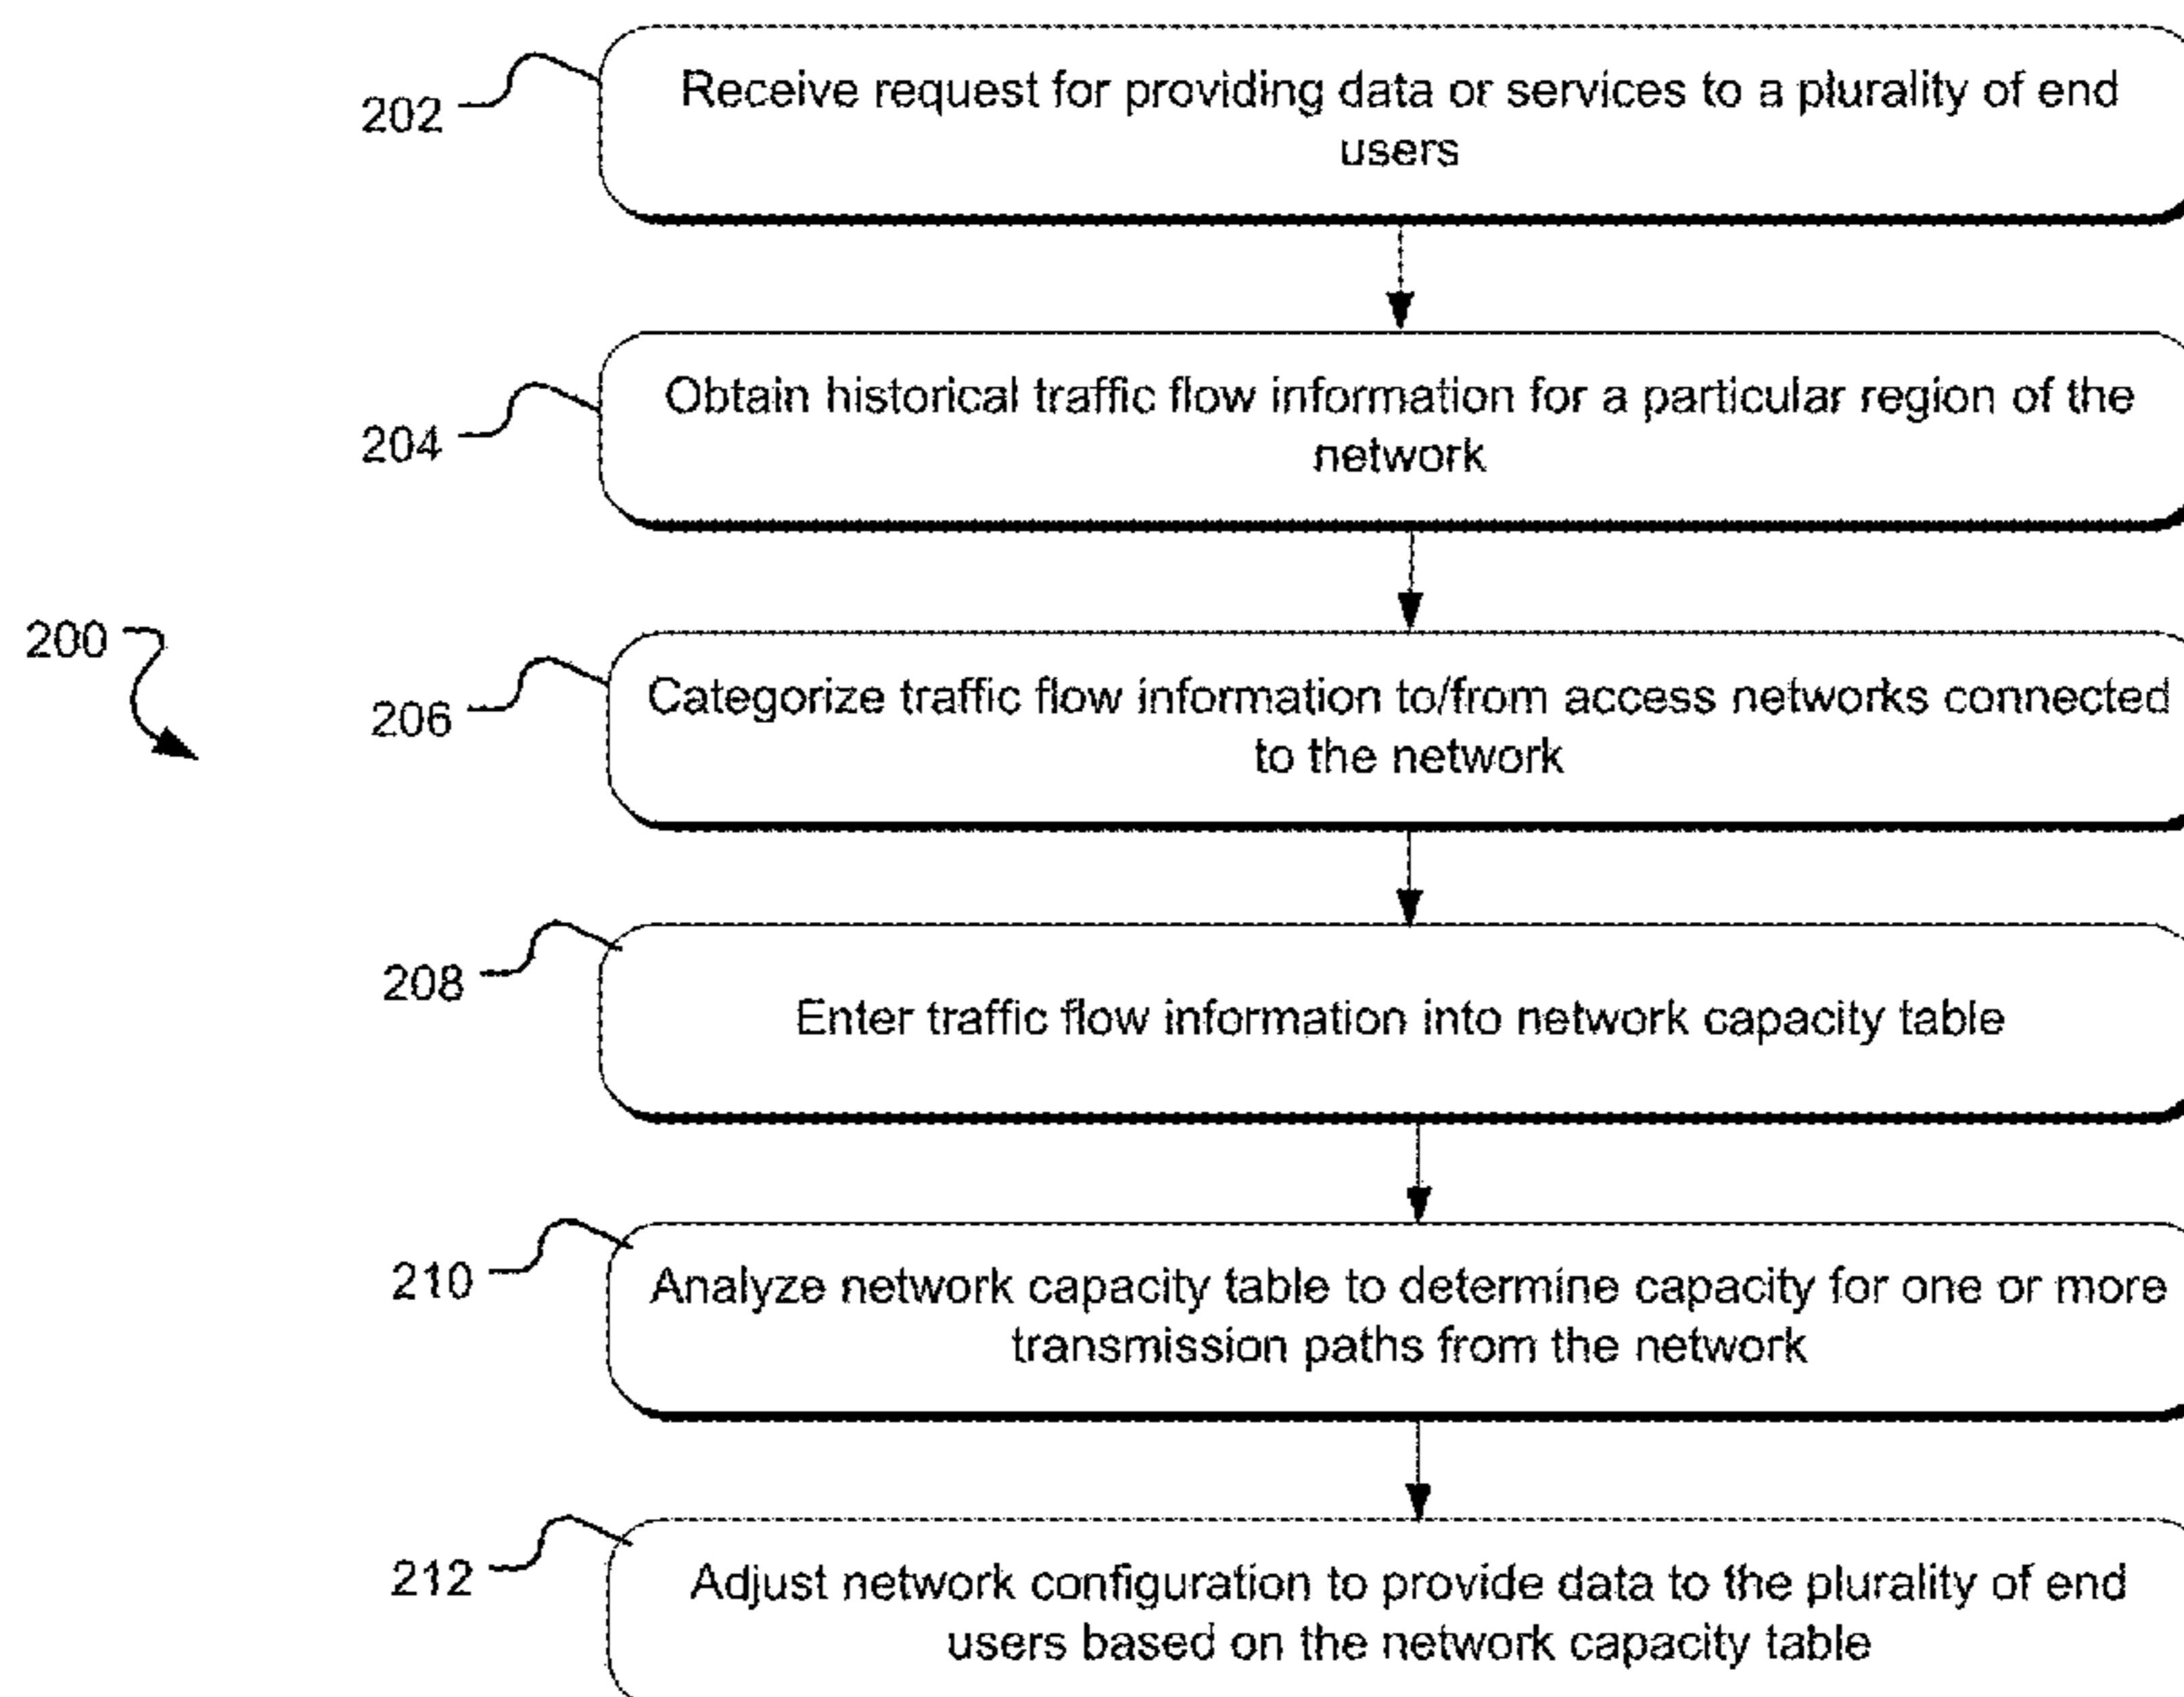 202
Receive request for providing data or services to a plurality of end
users
204
Obtain historical traffic flow information for a particular region of the
network
200
206
Categorize traffic flow information to/from access networks connected
to the network
208
Enter traffic flow information into network capacity table
210
Analyze network capacity table to determine capacity for one or more
transmission paths from the network
212
Adjust network configuration to provide data to the plurality of end
users based on the network capacity table